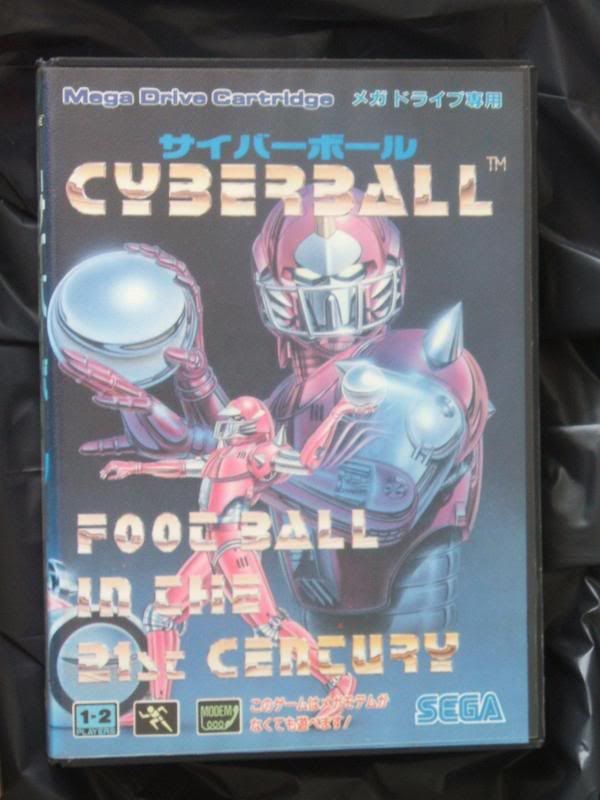 Mega Drive Cartridge メガドライブ専用
サイバーボール
CYBERBALL™
FOOTBALL
IN THE
21st CENTURY
1-2
PLAYERS
MODEM
このゲームはメガモデムが
なくても遊べます!
SEGA